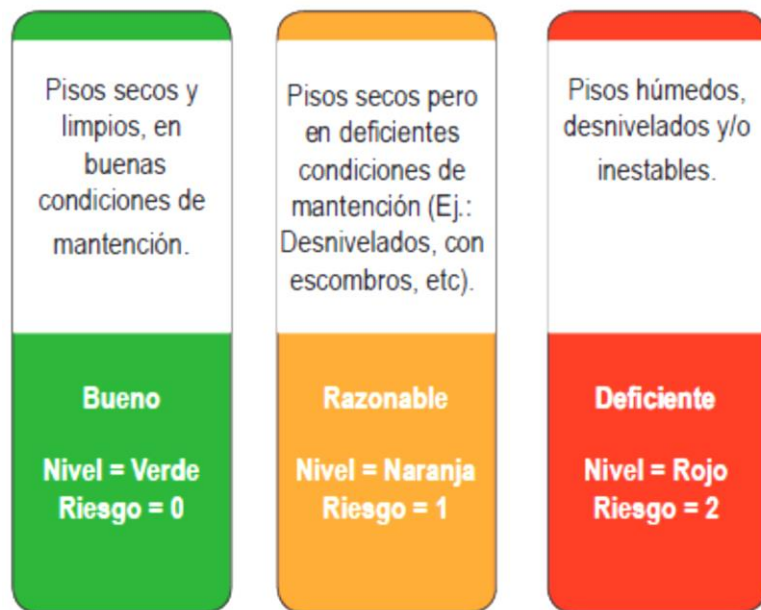 Pisos secos y
limpios, en
buenas
condiciones de
mantención.
Bueno
Nivel = Verde
Riesgo = 0
Pisos secos pero
en deficientes
condiciones de
mantención (Ej.:
Desnivelados, con
escombros, etc).
Razonable
Nivel = Naranja
Riesgo = 1
Pisos húmedos,
desnivelados y/o
inestables.
Deficiente
Nivel = Rojo
Riesgo = 2